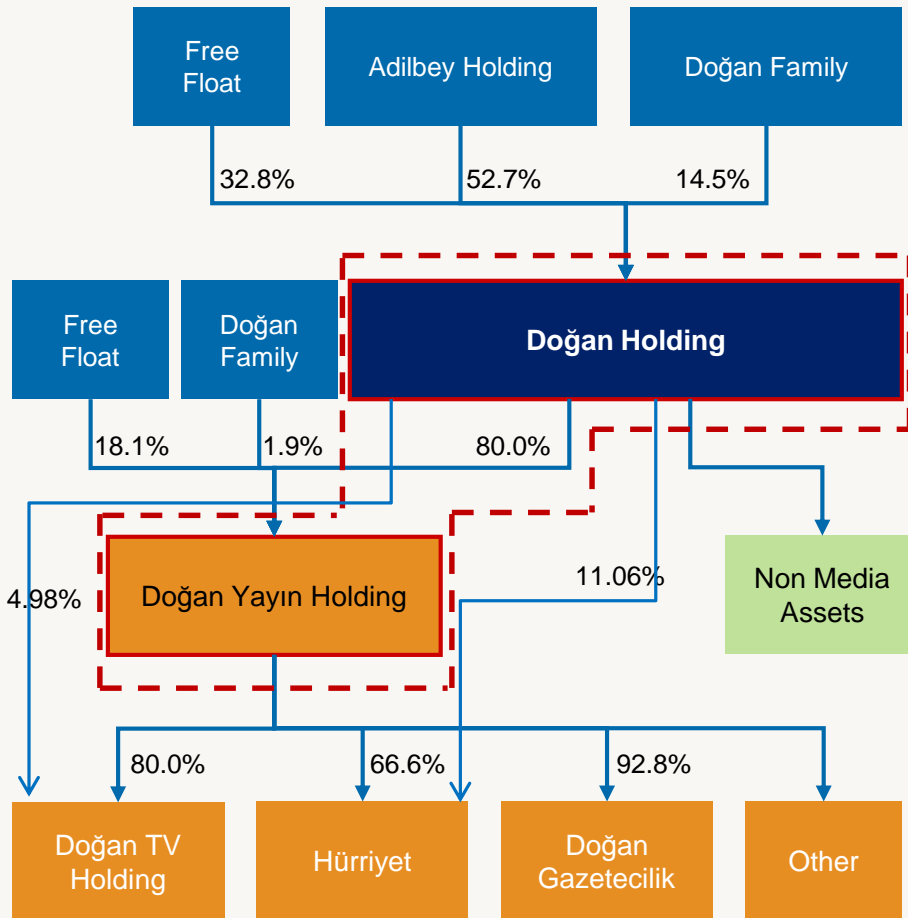 Free
Float
Adilbey Holding
Doğan Family
32.8%
52.7%
14.5%
Free
Float
Doğan
Family
Doğan Holding
18.1%
1.9%
80.0%
4.98%
Doğan Yayın Holding
11.06%
Non Media
Assets
80.0%
66.6%
92.8%
Doğan TV
Holding
Hürriyet
Doğan
Gazetecilik
Other